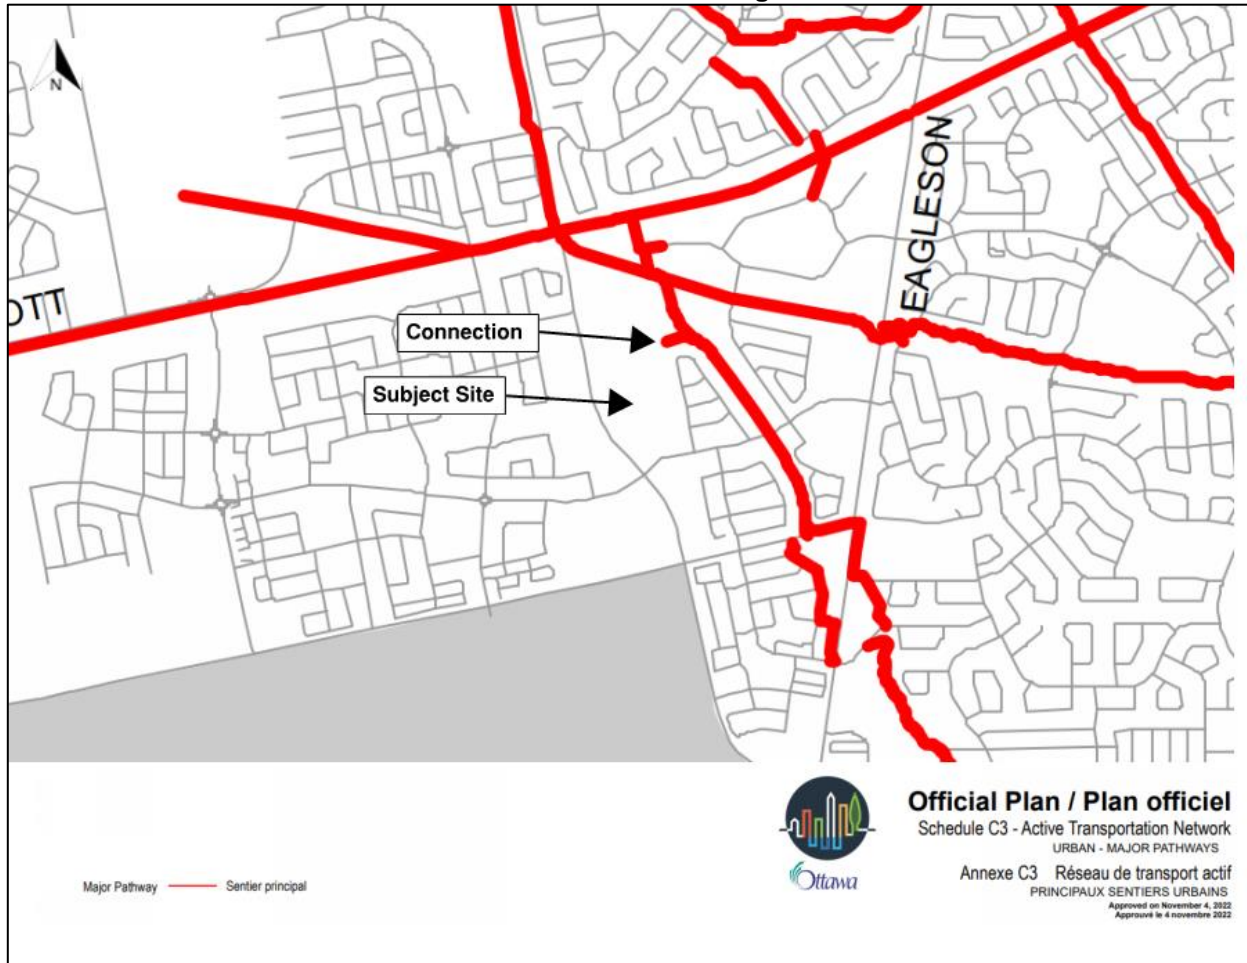 N
EAGLESON
OTT
Connection
Subject Site
Official Plan / Plan officiel
Schedule C3 - Active Transportation Network
URBAN - MAJOR PATHWAYS
Annexe C3 Réseau de transport actif
PRINCIPAUX SENTIERS URBAINS
Approved on November 4, 2022
Approuvé le 4 novembre 2022
Ottawa
Major Pathway Sentier principal